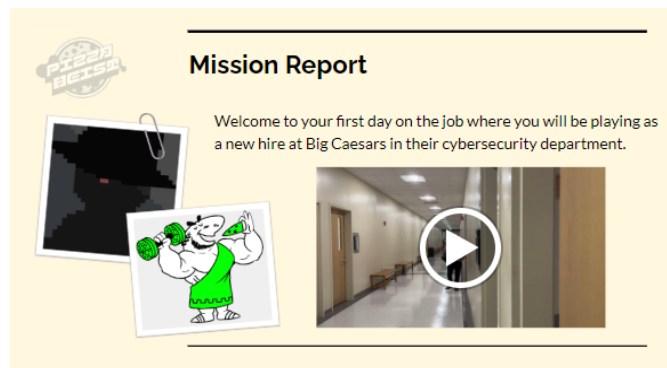 PIZZA
HEIST
Mission Report
Welcome to your first day on the job where you will be playing as
a new hire at Big Caesars in their cybersecurity department.